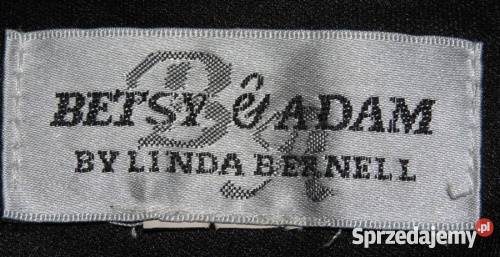 BETSY & ADAM
BY LINDA BERNELL
Sprzedajemy.pl